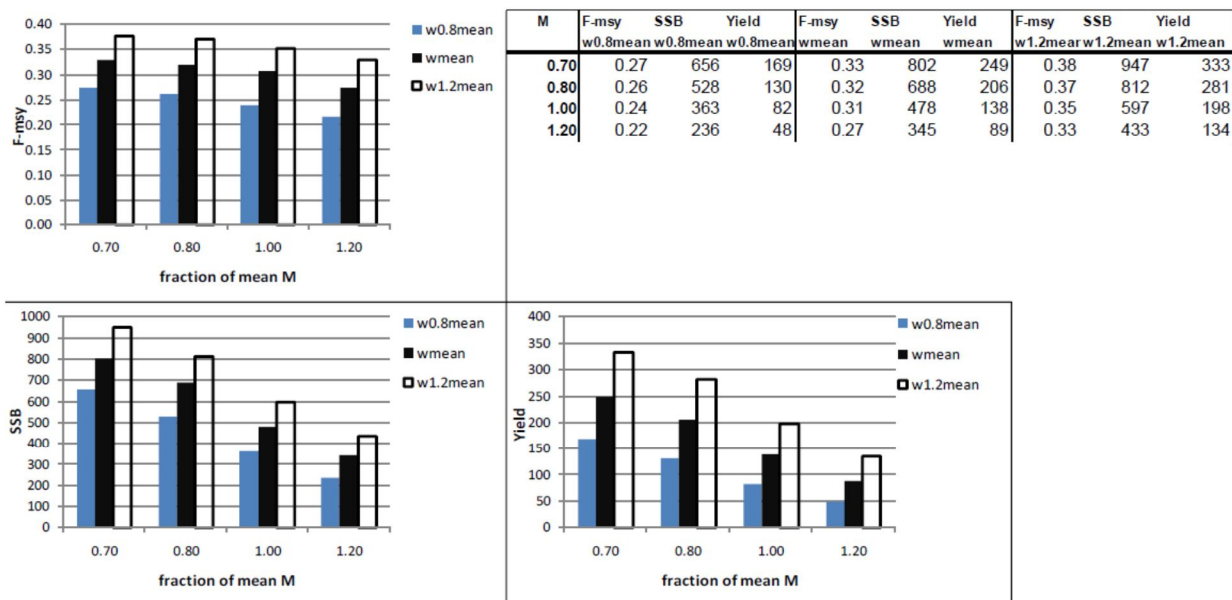 0.40
0.35
0.30
0.25
0.20
0.15
0.10
0.05
0.00
F-msy
0.70 0.80 1.00 1.20
fraction of mean M
w0.8mean
wmean
w1.2mean
M F-msy SSB Yield F-msy SSB Yield F-msy SSB Yield
w0.8mean w0.8mean w0.8mean wmean wmean wmean w1.2mear w1.2mean w1.2mean
0.70 0.27 656 169 0.33 802 249 0.38 947 333
0.80 0.26 528 130 0.32 688 206 0.37 812 281
1.00 0.24 363 82 0.31 478 138 0.35 597 198
1.20 0.22 236 48 0.27 345 89 0.33 433 134
1000
900
800
700
600
500
400
300
200
100
0
SSB
0.70 0.80 1.00 1.20
fraction of mean M
w0.8mean
wmean
w1.2mean
400
350
300
250
200
150
100
50
0
Yield
0.70 0.80 1.00 1.20
fraction of mean M
w0.8mean
wmean
w1.2mean